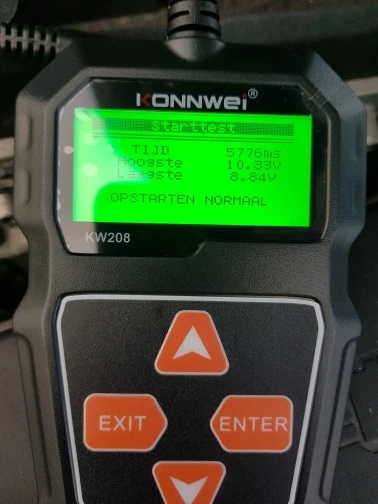 KONNWEI®
Starttest
TIJD 5776ms
Hoogste 10.33V
Laagste 8.84V
OPSTARTEN NORMAAL
KW208
EXIT ENTER